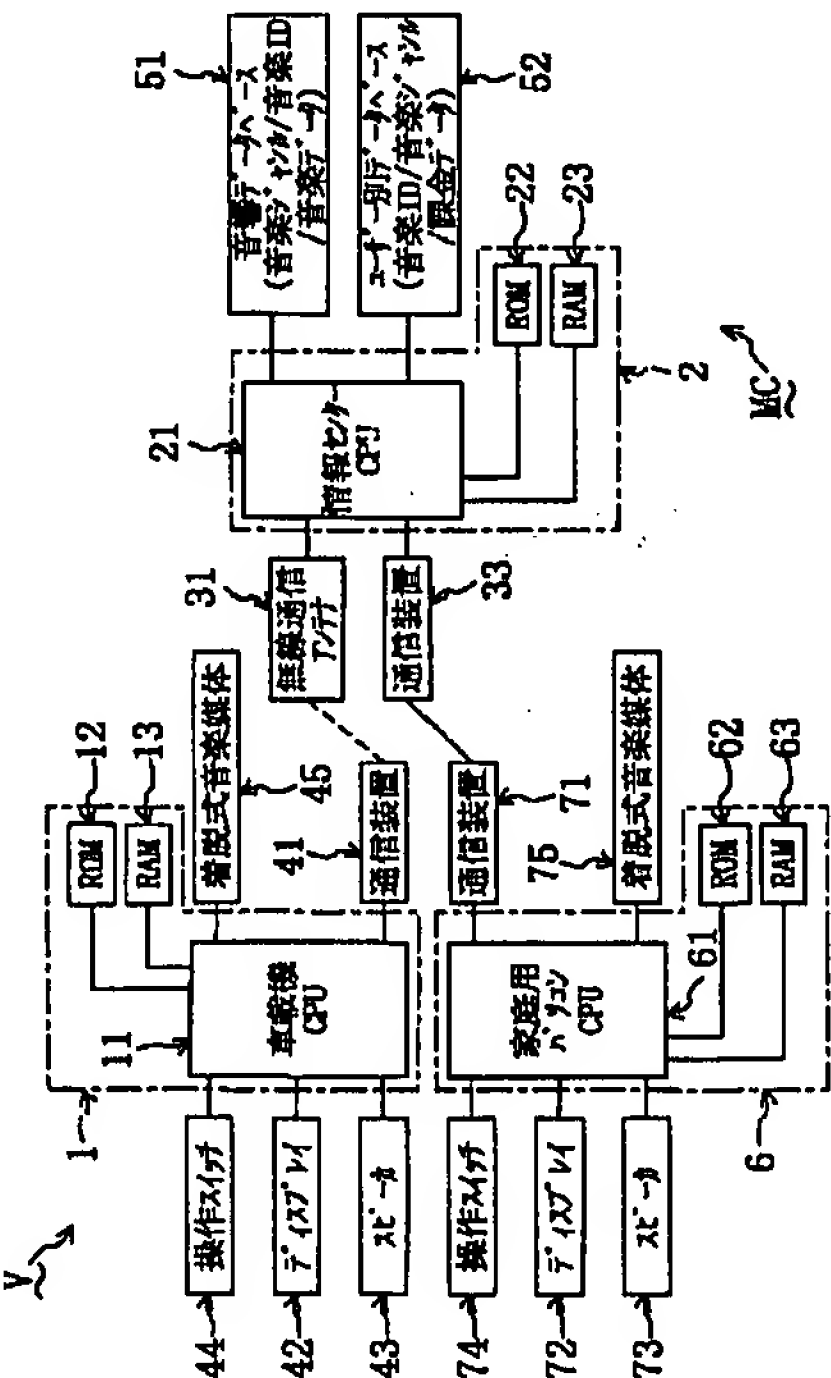 V
1
11
12
13
ROM
RAM
車載機
CPU
着脱式音楽媒体
45
41
通信装置
44
操作スイッチ
42
ディスプレイ
43
スピーカ
74
操作スイッチ
72
ディスプレイ
73
スピーカ
家庭用
パソコン
CPU
6
61
通信装置
71
75
着脱式音楽媒体
ROM
RAM
62
63
31
無線通信
アンテナ
通信装置
33
21
情報センター
CPU
ROM
RAM
22
23
2
MC
51
音響データベース
(音楽ジャンル/音楽ID
/音楽データ)
ユーザー別データベース
(音楽ID/音楽ジャンル
/課金データ)
52